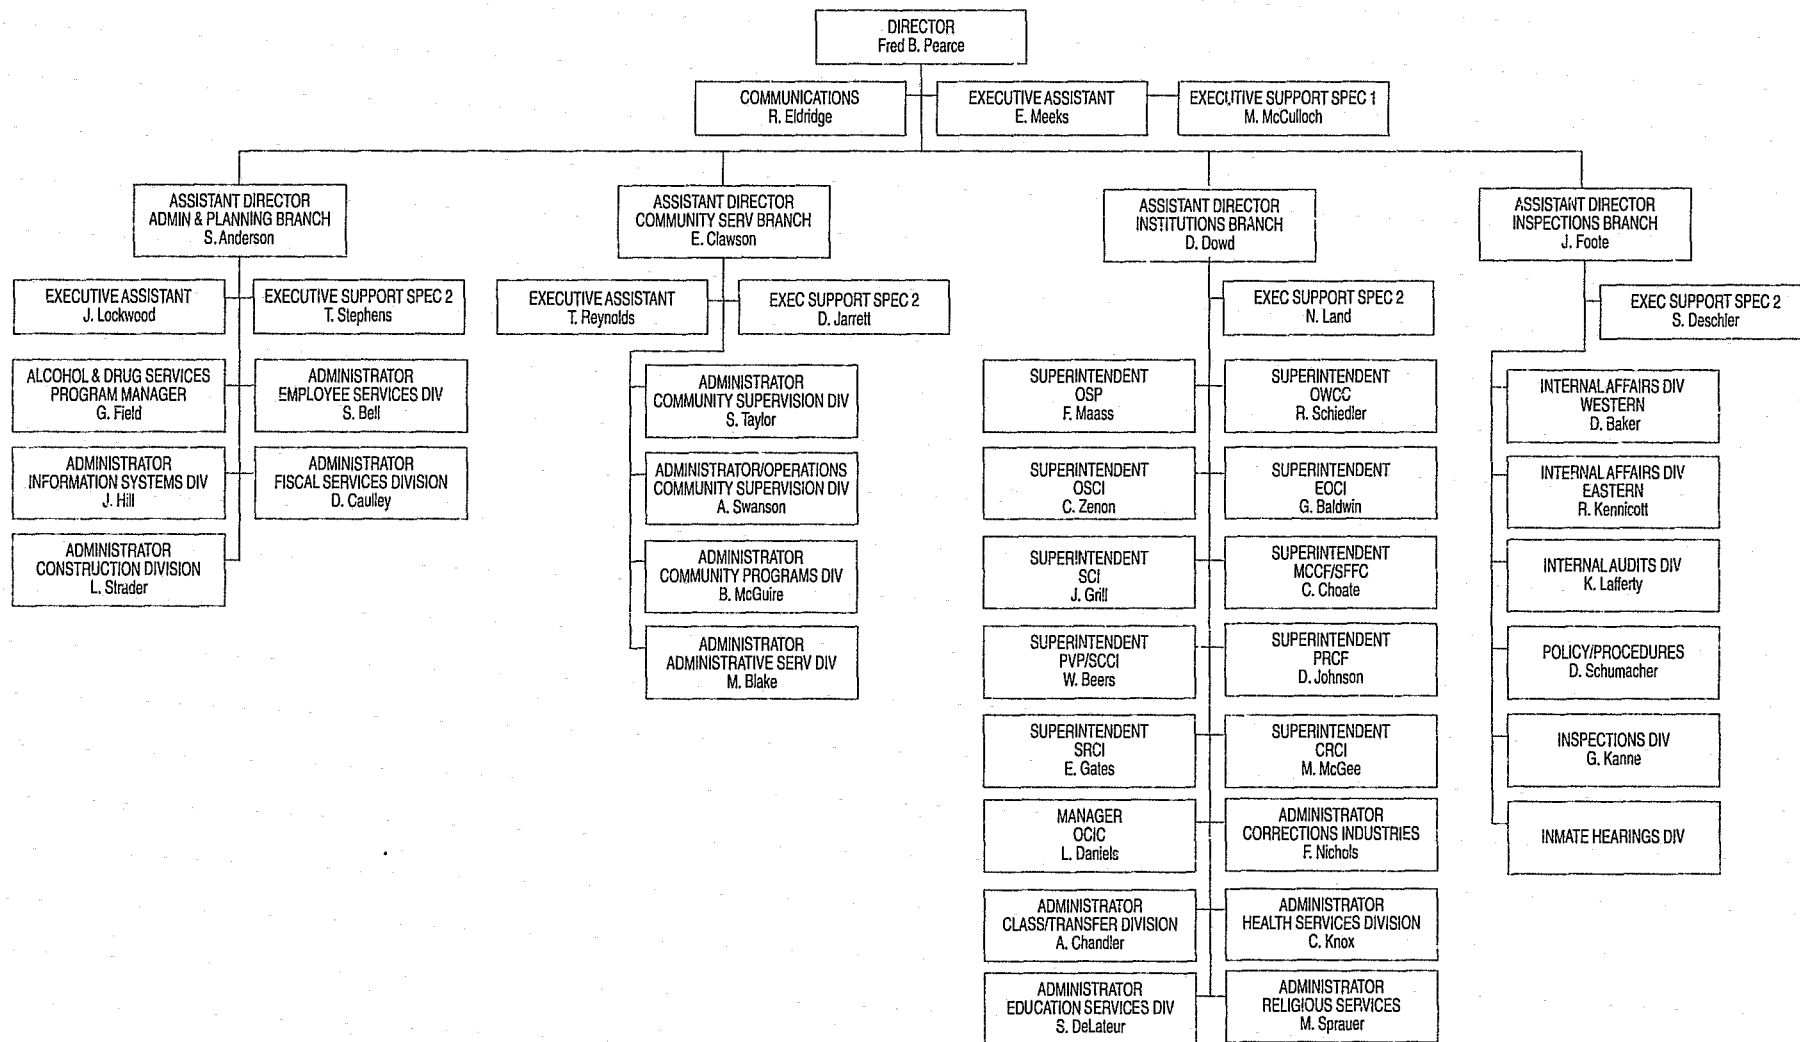 DIRECTOR
Fred B. Pearce
COMMUNICATIONS
R. Eldridge
EXECUTIVE ASSISTANT
E. Meeks
EXECUTIVE SUPPORT SPEC 1
M. McCulloch
ASSISTANT DIRECTOR
ADMIN & PLANNING BRANCH
S. Anderson
EXECUTIVE ASSISTANT
J. Lockwood
EXECUTIVE SUPPORT SPEC 2
T. Stephens
ALCOHOL & DRUG SERVICES
PROGRAM MANAGER
G. Field
ADMINISTRATOR
EMPLOYEE SERVICES DIV
S. Bell
ADMINISTRATOR
INFORMATION SYSTEMS DIV
J. Hill
ADMINISTRATOR
FISCAL SERVICES DIVISION
D. Caulley
ADMINISTRATOR
CONSTRUCTION DIVISION
L. Strader
ASSISTANT DIRECTOR
COMMUNITY SERV BRANCH
E. Clawson
EXECUTIVE ASSISTANT
T. Reynolds
EXEC SUPPORT SPEC 2
D. Jarrett
ADMINISTRATOR
COMMUNITY SUPERVISION DIV
S. Taylor
ADMINISTRATOR/OPERATIONS
COMMUNITY SUPERVISION DIV
A. Swanson
ADMINISTRATOR
COMMUNITY PROGRAMS DIV
B. McGuire
ADMINISTRATOR
ADMINISTRATIVE SERV DIV
M. Blake
ASSISTANT DIRECTOR
INSTITUTIONS BRANCH
D. Dowd
EXEC SUPPORT SPEC 2
N. Land
SUPERINTENDENT
OSP
F. Maass
SUPERINTENDENT
OWCC
R. Schiedler
SUPERINTENDENT
OSCI
C. Zenon
SUPERINTENDENT
EOCI
G. Baldwin
SUPERINTENDENT
SCI
J. Grill
SUPERINTENDENT
MCCF/SFFC
C. Choate
SUPERINTENDENT
PVP/SCCI
W. Beers
SUPERINTENDENT
PRCF
D. Johnson
SUPERINTENDENT
SRCI
E. Gates
SUPERINTENDENT
CRCI
M. McGee
MANAGER
OCIC
L. Daniels
ADMINISTRATOR
CORRECTIONS INDUSTRIES
F. Nichols
ADMINISTRATOR
CLASS/TRANSFER DIVISION
A. Chandler
ADMINISTRATOR
HEALTH SERVICES DIVISION
C. Knox
ADMINISTRATOR
EDUCATION SERVICES DIV
S. DeLateur
ADMINISTRATOR
RELIGIOUS SERVICES
M. Sprauer
ASSISTANT DIRECTOR
INSPECTIONS BRANCH
J. Foote
EXEC SUPPORT SPEC 2
S. Deschler
INTERNAL AFFAIRS DIV
WESTERN
D. Baker
INTERNAL AFFAIRS DIV
EASTERN
R. Kennicott
INTERNAL AUDITS DIV
K. Lafferty
POLICY/PROCEDURES
D. Schumacher
INSPECTIONS DIV
G. Kanne
INMATE HEARINGS DIV